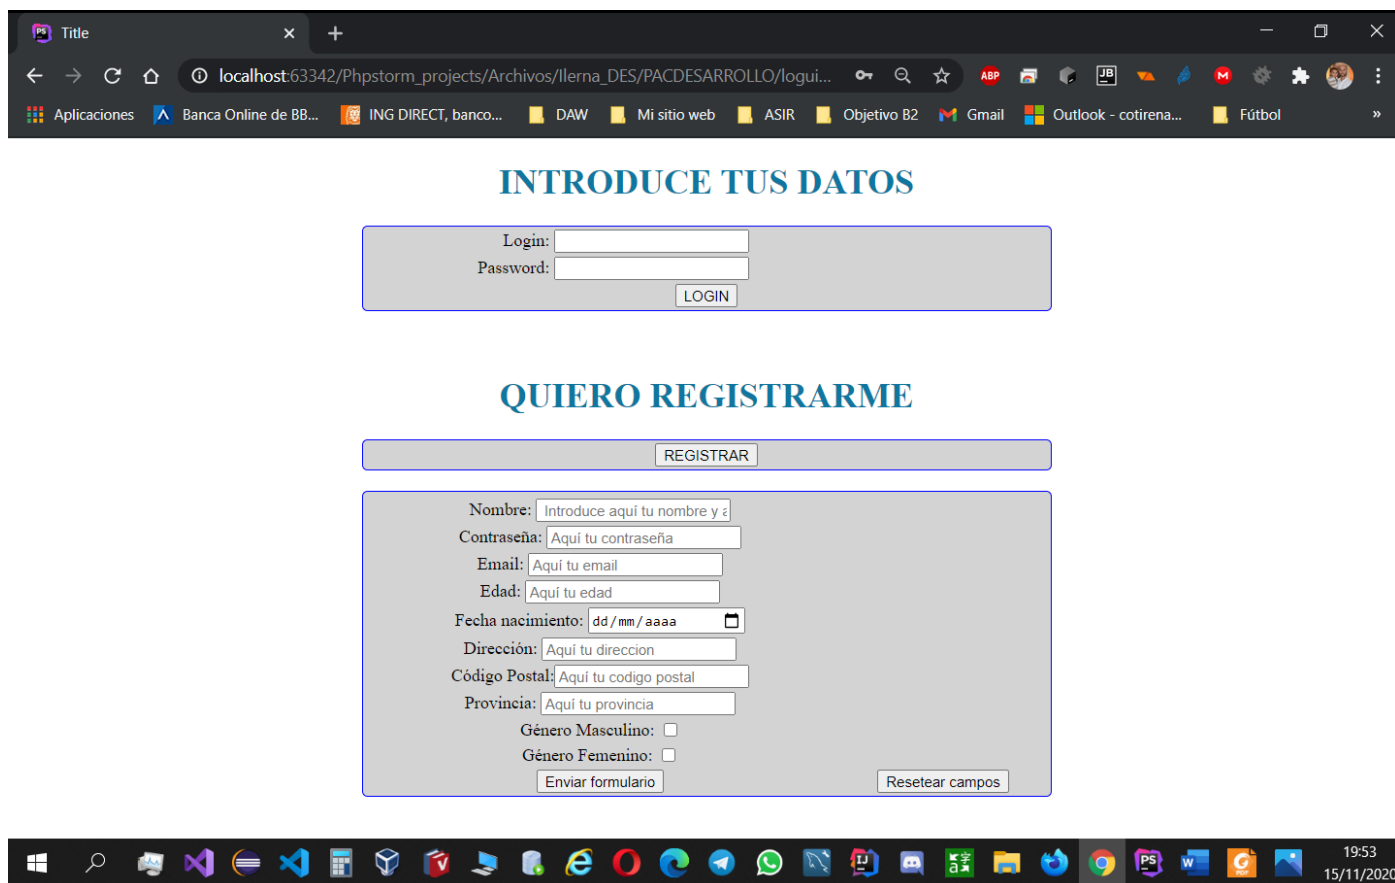 Title
localhost:63342/Phpstorm_projects/Archivos/Ilerna_DES/PACDESARROLLO/logui...
ABP
JB
M
Aplicaciones
Banca Online de BB...
ING DIRECT, banco...
DAW
Mi sitio web
ASIR
Objetivo B2
Gmail
Outlook - cotirena...
Fútbol
»
INTRODUCE TUS DATOS
Login:
Password:
LOGIN
QUIERO REGISTRARME
REGISTRAR
Nombre: Introduce aquí tu nombre y a
Contraseña: Aquí tu contraseña
Email: Aquí tu email
Edad: Aquí tu edad
Fecha nacimiento: dd/mm/aaaa
Dirección: Aquí tu direccion
Código Postal: Aquí tu codigo postal
Provincia: Aquí tu provincia
Género Masculino:
Género Femenino:
Enviar formulario Resetear campos
19:53
15/11/2020